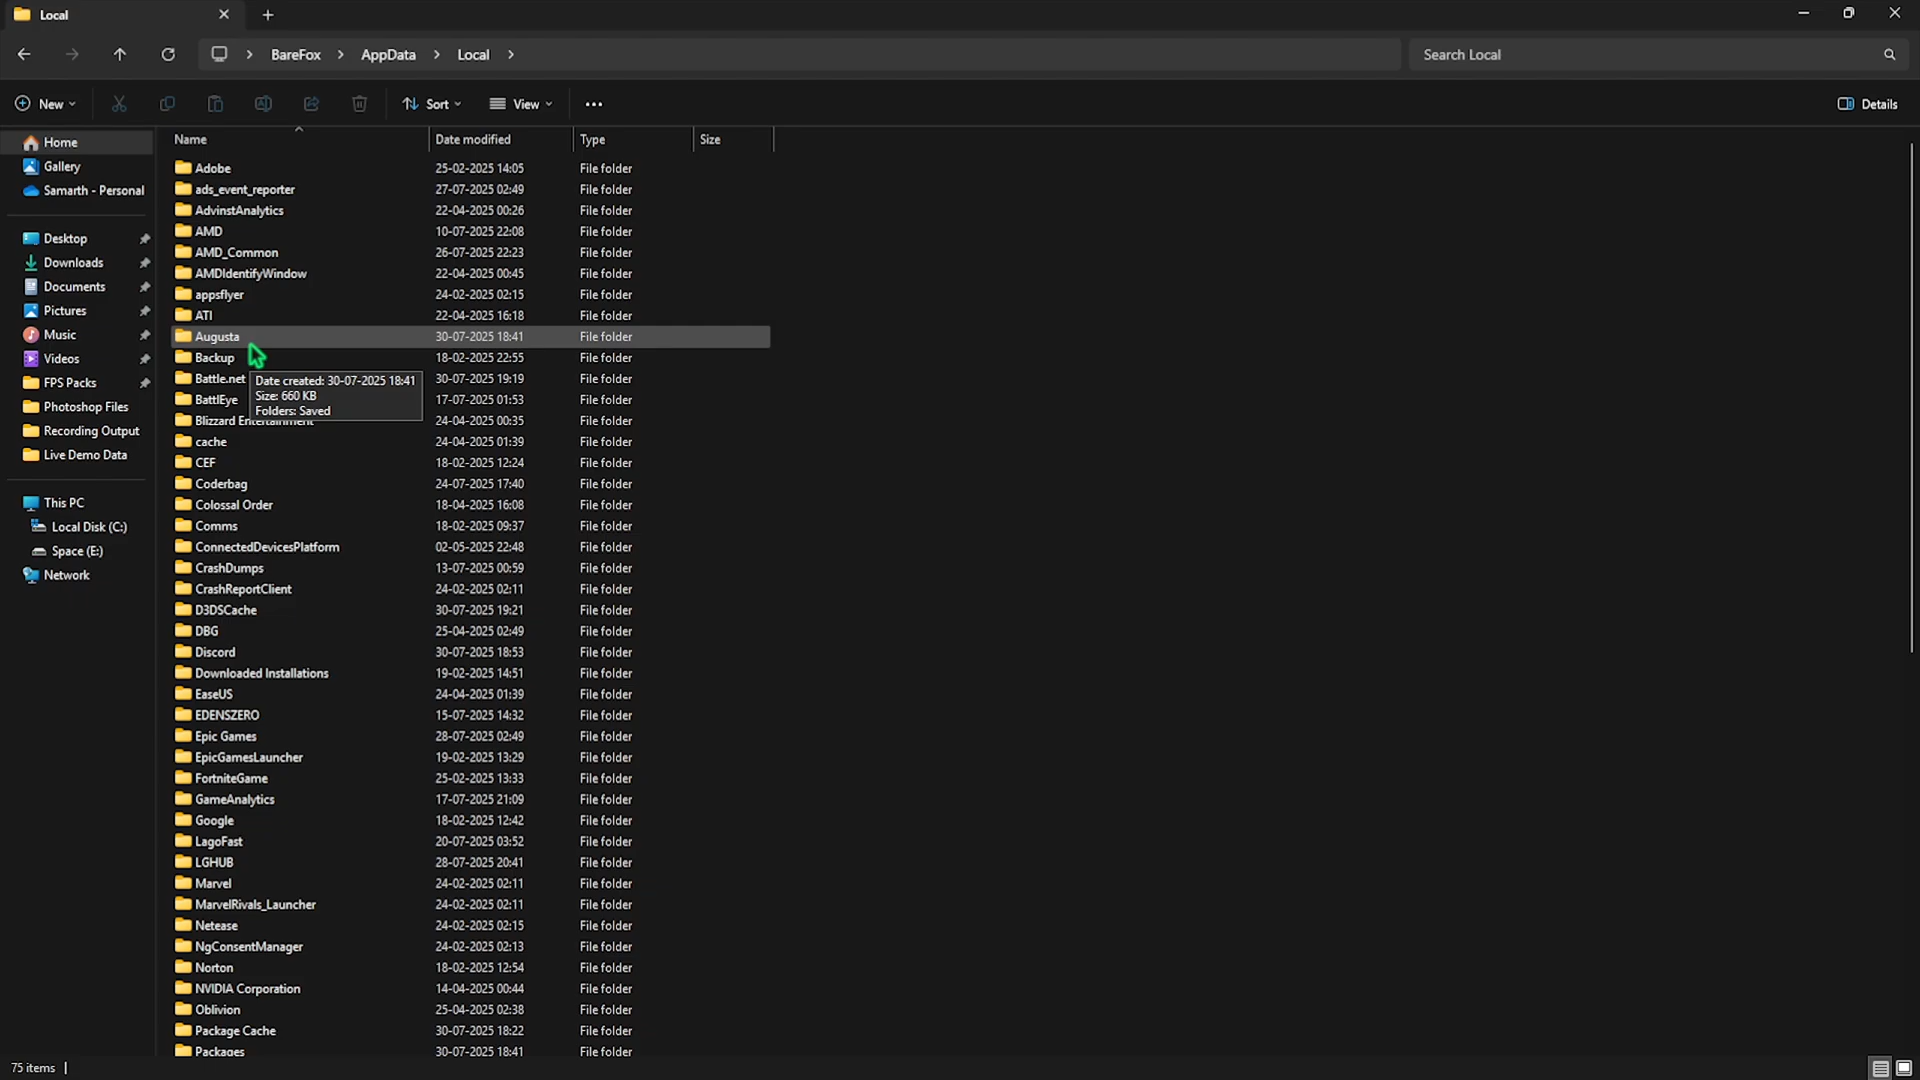 Local
BareFox AppData Local
Search Local
New Sort View Details
Name Date modified Type Size
Home
Gallery
Samarth - Personal
Desktop
Downloads
Documents
Pictures
Music
Videos
FPS Packs
Photoshop Files
Recording Output
Live Demo Data
This PC
Local Disk (C:)
Space (E:)
Network
Adobe 25-02-2025 14:05 File folder
ads_event_reporter 27-07-2025 02:49 File folder
AdvinstAnalytics 22-04-2025 00:26 File folder
AMD 10-07-2025 22:08 File folder
AMD_Common 26-07-2025 22:23 File folder
AMDIdentifyWindow 22-04-2025 00:45 File folder
appsflyer 24-02-2025 02:15 File folder
ATI 22-04-2025 16:18 File folder
Augusta 30-07-2025 18:41 File folder
Backup 18-02-2025 22:55 File folder
Battle.net 30-07-2025 19:19 File folder
BattlEye 17-07-2025 01:53 File folder
Blizzard Entertainment 24-04-2025 00:35 File folder
Date created: 30-07-2025 18:41
Size: 660 KB
Folders: Saved
cache 24-04-2025 01:39 File folder
CEF 18-02-2025 12:24 File folder
Coderbag 24-07-2025 17:40 File folder
Colossal Order 18-04-2025 16:08 File folder
Comms 18-02-2025 09:37 File folder
ConnectedDevicesPlatform 02-05-2025 22:48 File folder
CrashDumps 13-07-2025 00:59 File folder
CrashReportClient 24-02-2025 02:11 File folder
D3DSCache 30-07-2025 19:21 File folder
DBG 25-04-2025 02:49 File folder
Discord 30-07-2025 18:53 File folder
Downloaded Installations 19-02-2025 14:51 File folder
EaseUS 24-04-2025 01:39 File folder
EDENSZERO 15-07-2025 14:32 File folder
Epic Games 28-07-2025 02:49 File folder
EpicGamesLauncher 19-02-2025 13:29 File folder
FortniteGame 25-02-2025 13:33 File folder
GameAnalytics 17-07-2025 21:09 File folder
Google 18-02-2025 12:42 File folder
LagoFast 20-07-2025 03:52 File folder
LGHUB 28-07-2025 20:41 File folder
Marvel 24-02-2025 02:11 File folder
MarvelRivals_Launcher 24-02-2025 02:11 File folder
Netease 24-02-2025 02:15 File folder
NgConsentManager 24-02-2025 02:13 File folder
Norton 18-02-2025 12:54 File folder
NVIDIA Corporation 14-04-2025 00:44 File folder
Oblivion 25-04-2025 02:38 File folder
Package Cache 30-07-2025 18:22 File folder
Packages 30-07-2025 18:41 File folder
75 items